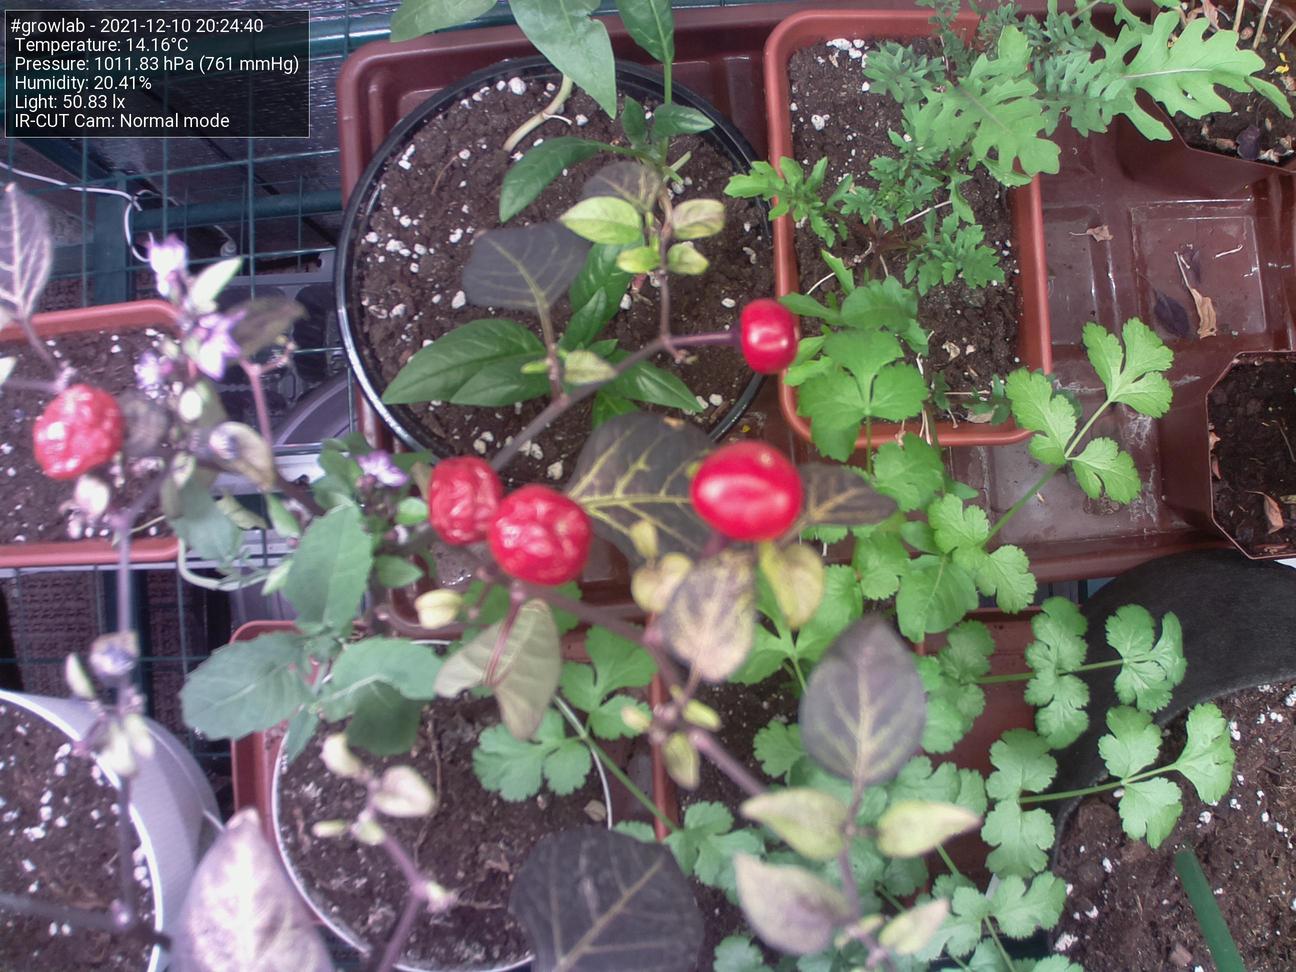 #growlab - 2021-12-10 20:24:40
Temperature: 14.16°C
Pressure: 1011.83 hPa (761 mmHg)
Humidity: 20.41%
Light: 50.83 lx
IR-CUT Cam: Normal mode